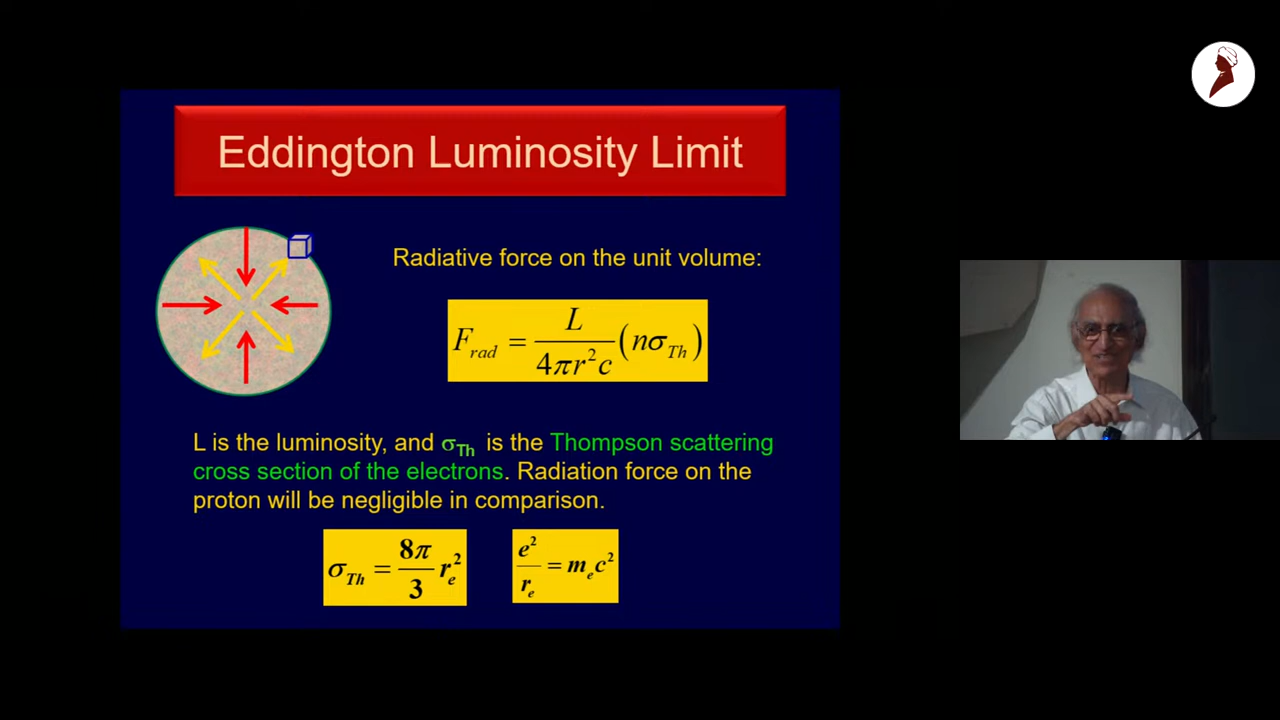 Eddington Luminosity Limit
Radiative force on the unit volume:
F_rad = L / 4πr²c (nσ_Th)
L is the luminosity, and σ_Th is the Thompson scattering
cross section of the electrons. Radiation force on the
proton will be negligible in comparison.
σ_Th = 8π / 3 r_e²
e² / r_e = m_e c²